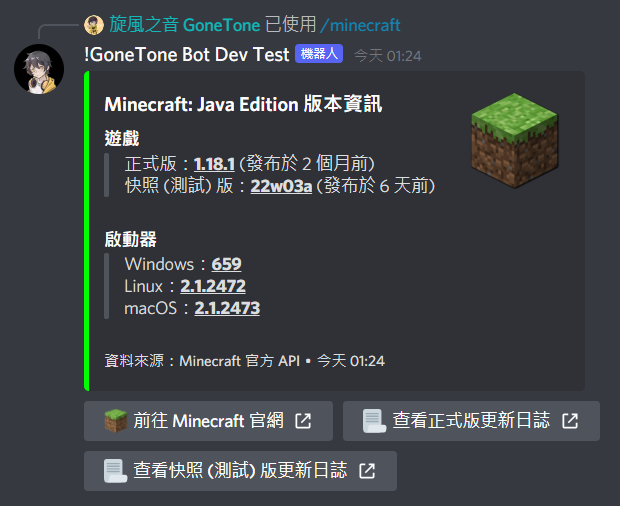 旋風之音 GoneTone 已使用 /minecraft
!GoneTone Bot Dev Test 機器人 今天 01:24
Minecraft: Java Edition 版本資訊
遊戲
正式版：1.18.1 (發布於 2 個月前)
快照 (測試) 版：22w03a (發布於 6 天前)
啟動器
Windows：659
Linux：2.1.2472
macOS：2.1.2473
資料來源：Minecraft 官方 API • 今天 01:24
前往 Minecraft 官網
查看正式版更新日誌
查看快照 (測試) 版更新日誌